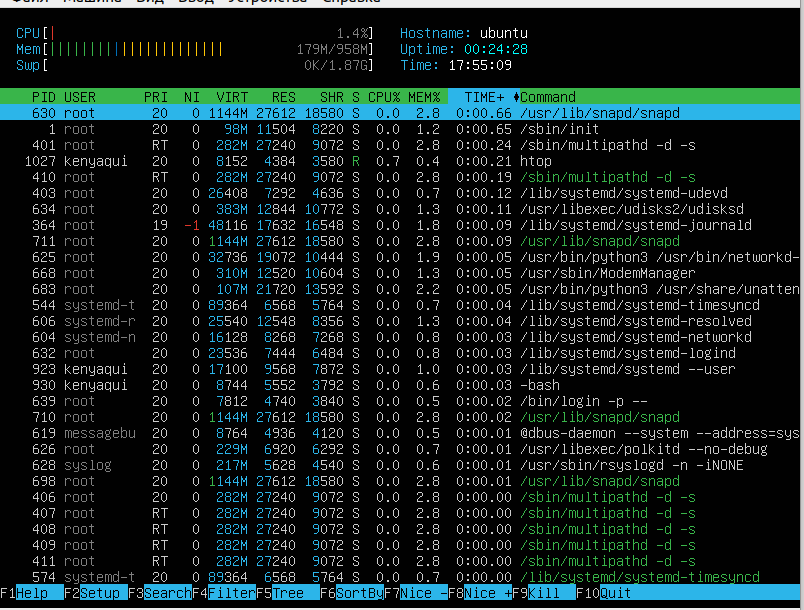 Файл Машина Вид Ввод Устройства Справка
CPU[| 1.4%] Hostname: ubuntu
Mem[|||||||||||||||||||||| 179M/958M] Uptime: 00:24:28
Swp[ 0K/1.87G] Time: 17:55:09
PID USER PRI NI VIRT RES SHR S CPU% MEM% TIME+ Command
630 root 20 0 1144M 27612 18580 S 0.0 2.8 0:00.66 /usr/lib/snapd/snapd
1 root 20 0 98M 11504 8220 S 0.0 1.2 0:00.65 /sbin/init
401 root RT 0 282M 27240 9072 S 0.0 2.8 0:00.24 /sbin/multipathd -d -s
1027 kenyaqui 20 0 8152 4384 3580 R 0.7 0.4 0:00.21 htop
410 root RT 0 282M 27240 9072 S 0.0 2.8 0:00.19 /sbin/multipathd -d -s
403 root 20 0 26408 7292 4636 S 0.0 0.7 0:00.12 /lib/systemd/systemd-udevd
634 root 20 0 383M 12844 10772 S 0.0 1.3 0:00.11 /usr/libexec/udisks2/udisksd
364 root 19 -1 48116 17632 16548 S 0.0 1.8 0:00.09 /lib/systemd/systemd-journald
711 root 20 0 1144M 27612 18580 S 0.0 2.8 0:00.09 /usr/lib/snapd/snapd
625 root 20 0 32736 19072 10444 S 0.0 1.9 0:00.06 /usr/bin/python3 /usr/bin/networkd-
668 root 20 0 310M 12520 10604 S 0.0 1.3 0:00.05 /usr/sbin/ModemManager
683 root 20 0 107M 21720 13592 S 0.0 2.2 0:00.05 /usr/bin/python3 /usr/share/unatten
544 systemd-t 20 0 89364 6568 5764 S 0.0 0.7 0:00.04 /lib/systemd/systemd-timesyncd
606 systemd-r 20 0 25540 12548 8356 S 0.0 1.3 0:00.04 /lib/systemd/systemd-resolved
604 systemd-n 20 0 16128 8268 7268 S 0.0 0.8 0:00.03 /lib/systemd/systemd-networkd
632 root 20 0 23536 7444 6484 S 0.0 0.8 0:00.03 /lib/systemd/systemd-logind
923 kenyaqui 20 0 17100 9568 7872 S 0.0 1.0 0:00.03 /lib/systemd/systemd --user
930 kenyaqui 20 0 8744 5552 3792 S 0.0 0.6 0:00.03 -bash
639 root 20 0 7812 4740 3840 S 0.0 0.5 0:00.02 /bin/login -p --
710 root 20 0 1144M 27612 18580 S 0.0 2.8 0:00.02 /usr/lib/snapd/snapd
619 messagebu 20 0 8764 4936 4120 S 0.0 0.5 0:00.01 @dbus-daemon --system --address=sys
626 root 20 0 229M 6920 6292 S 0.0 0.7 0:00.01 /usr/libexec/polkitd --no-debug
628 syslog 20 0 217M 5628 4540 S 0.0 0.6 0:00.01 /usr/sbin/rsyslogd -n -iNONE
698 root 20 0 1144M 27612 18580 S 0.0 2.8 0:00.01 /usr/lib/snapd/snapd
406 root 20 0 282M 27240 9072 S 0.0 2.8 0:00.00 /sbin/multipathd -d -s
407 root RT 0 282M 27240 9072 S 0.0 2.8 0:00.00 /sbin/multipathd -d -s
408 root RT 0 282M 27240 9072 S 0.0 2.8 0:00.00 /sbin/multipathd -d -s
409 root RT 0 282M 27240 9072 S 0.0 2.8 0:00.00 /sbin/multipathd -d -s
411 root RT 0 282M 27240 9072 S 0.0 2.8 0:00.00 /sbin/multipathd -d -s
574 systemd-t 20 0 89364 6568 5764 S 0.0 0.7 0:00.00 /lib/systemd/systemd-timesyncd
F1Help F2Setup F3SearchF4FilterF5Tree F6SortByF7Nice -F8Nice +F9Kill F10Quit